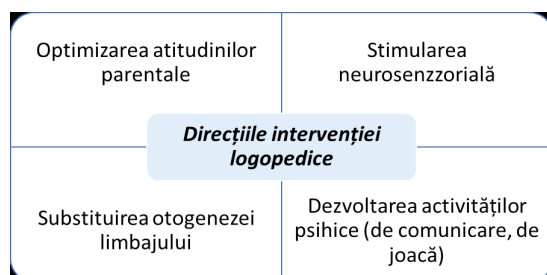 Optimizarea atitudinilor
parentale
Stimularea
neurosenzzorială
Direcțiile intervenției
logopedice
Substituirea otogenezei
limbajului
Dezvoltarea activităților
psihice (de comunicare, de
joacă)